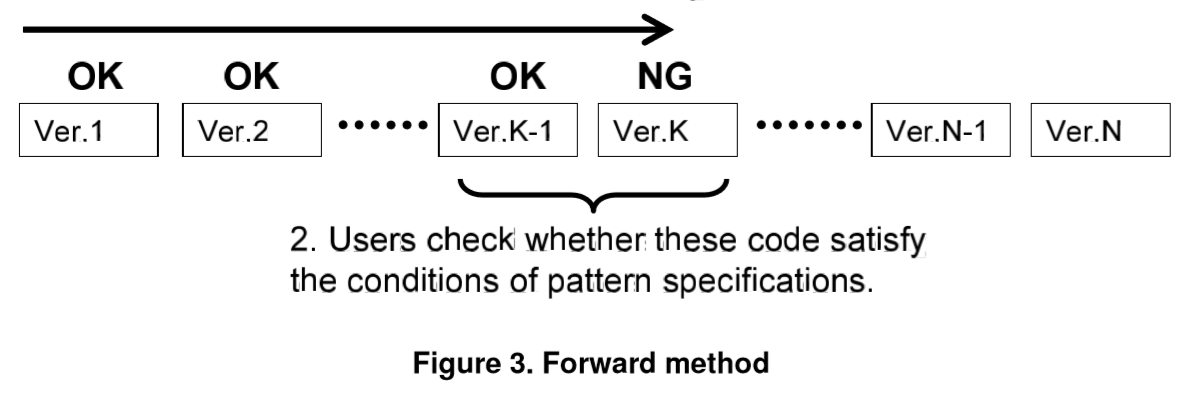 OK OK OK NG
Ver.1 Ver.2 ······ Ver.K-1 Ver.K ······· Ver.N-1 Ver.N
2. Users check whether these code satisfy
the conditions of pattern specifications.
Figure 3. Forward method